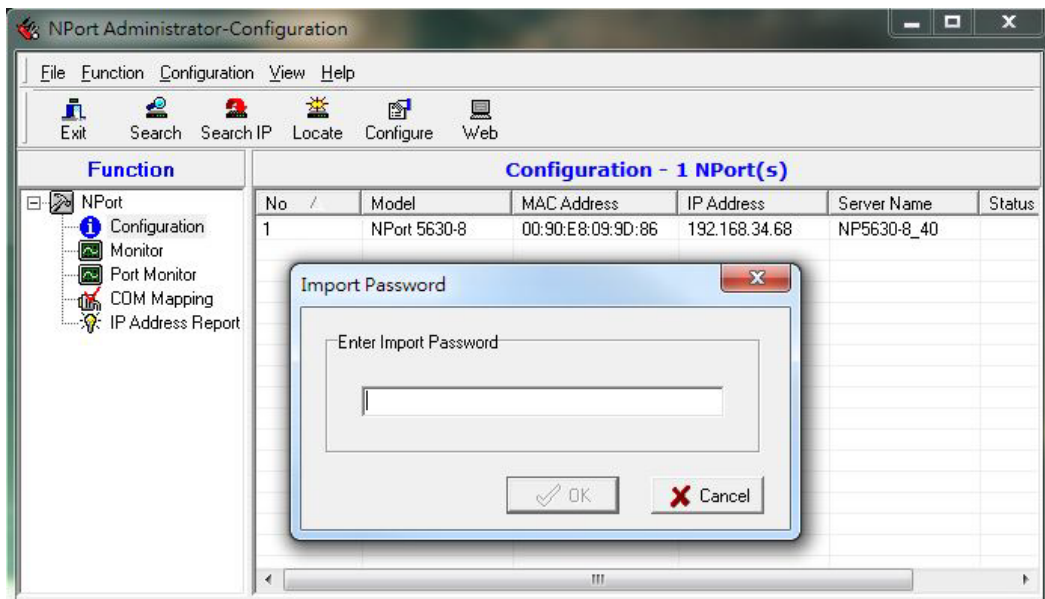 NPort Administrator-Configuration
File Function Configuration View Help
Exit Search Search IP Locate Configure Web
Function
Configuration - 1 NPort(s)
NPort
Configuration
Monitor
Port Monitor
COM Mapping
IP Address Report
No Model MAC Address IP Address Server Name Status
1 NPort 5630-8 00:90:E8:09:9D:86 192.168.34.68 NP5630-8_40
Import Password
Enter Import Password
OK Cancel